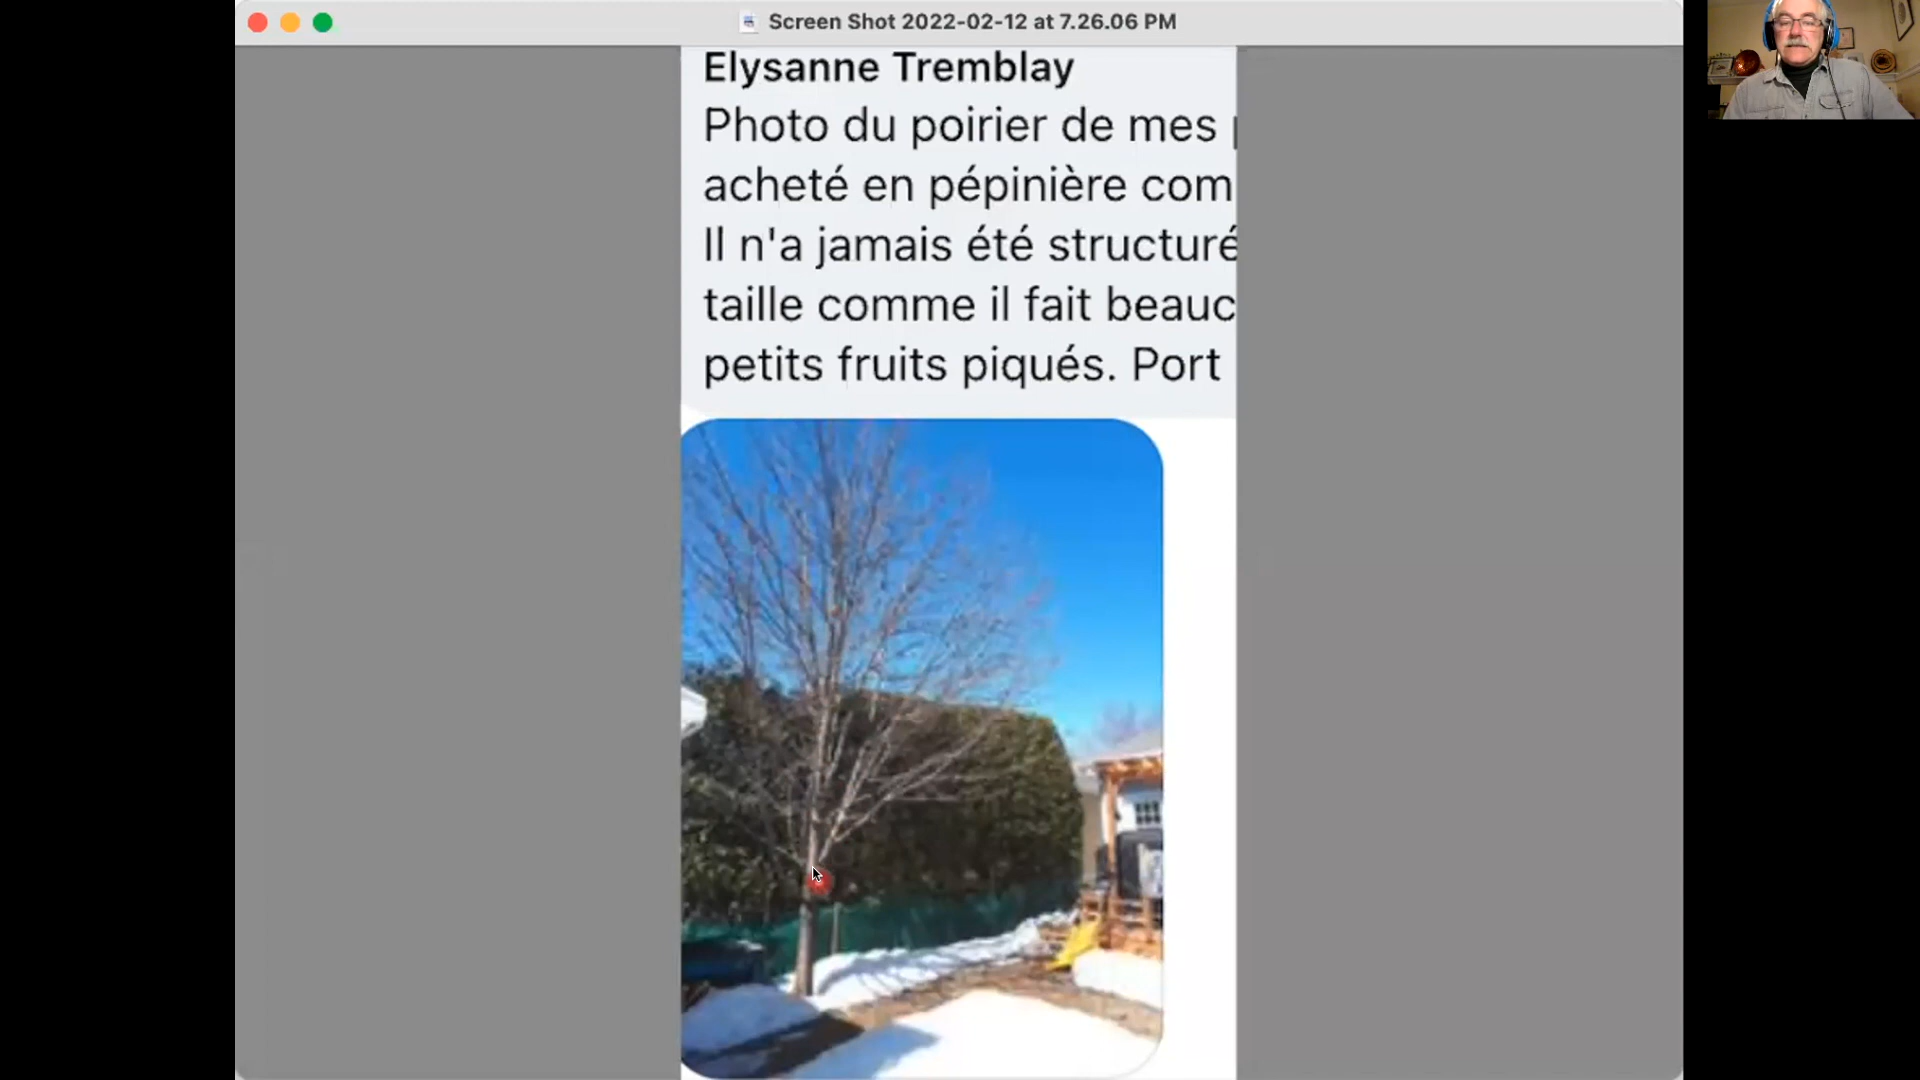 Screen Shot 2022-02-12 at 7.26.06 PM
Elysanne Tremblay
Photo du poirier de mes
acheté en pépinière com
Il n'a jamais été structuré
taille comme il fait beauc
petits fruits piqués. Port